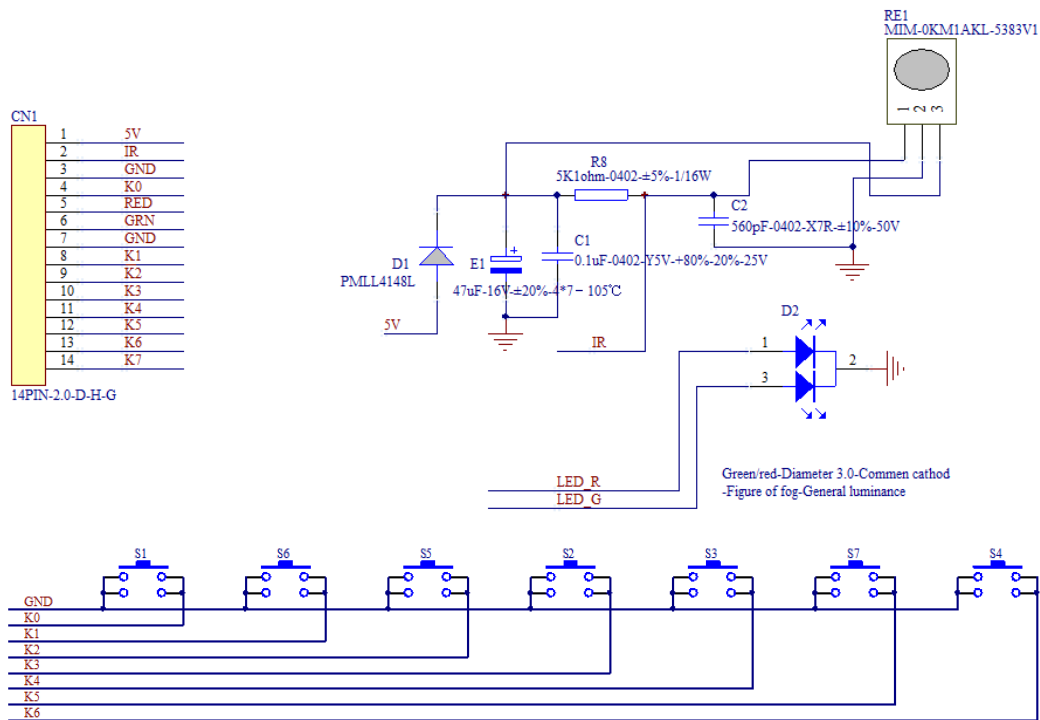 RE1
MIM-0KM1AKL-5383V1
1
2
3
CN1
1 5V
2 IR
3 GND
4 K0
5 RED
6 GRN
7 GND
8 K1
9 K2
10 K3
11 K4
12 K5
13 K6
14 K7
14PIN-2.0-D-H-G
R8
5K1ohm-0402-±5%-1/16W
C2
560pF-0402-X7R-±10%-50V
C1
0.1uF-0402-Y5V-+80%-20%-25V
D1
PMLL4148L
E1
+
47uF-16V-±20%-4*7-105℃
5V
IR
D2
1
2
3
LED_R
LED_G
Green/red-Diameter 3.0-Commen cathod
-Figure of fog-General luminance
S1
S6
S5
S2
S3
S7
S4
GND
K0
K1
K2
K3
K4
K5
K6